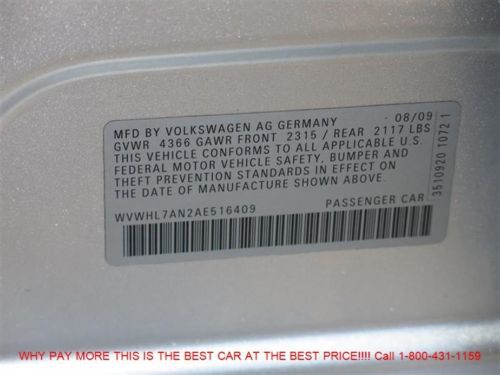 MFD BY VOLKSWAGEN AG GERMANY 08/09
GVWR 4366 GAWR FRONT 2315 / REAR 2117 LBS
THIS VEHICLE CONFORMS TO ALL APPLICABLE U.S.
FEDERAL MOTOR VEHICLE SAFETY, BUMPER AND
THEFT PREVENTION STANDARDS IN EFFECT ON
THE DATE OF MANUFACTURE SHOWN ABOVE.
WVWHL7AN2AE516409 PASSENGER CAR
3510920 1072 1
WHY PAY MORE THIS IS THE BEST CAR AT THE BEST PRICE!!!! Call 1-800-431-1159